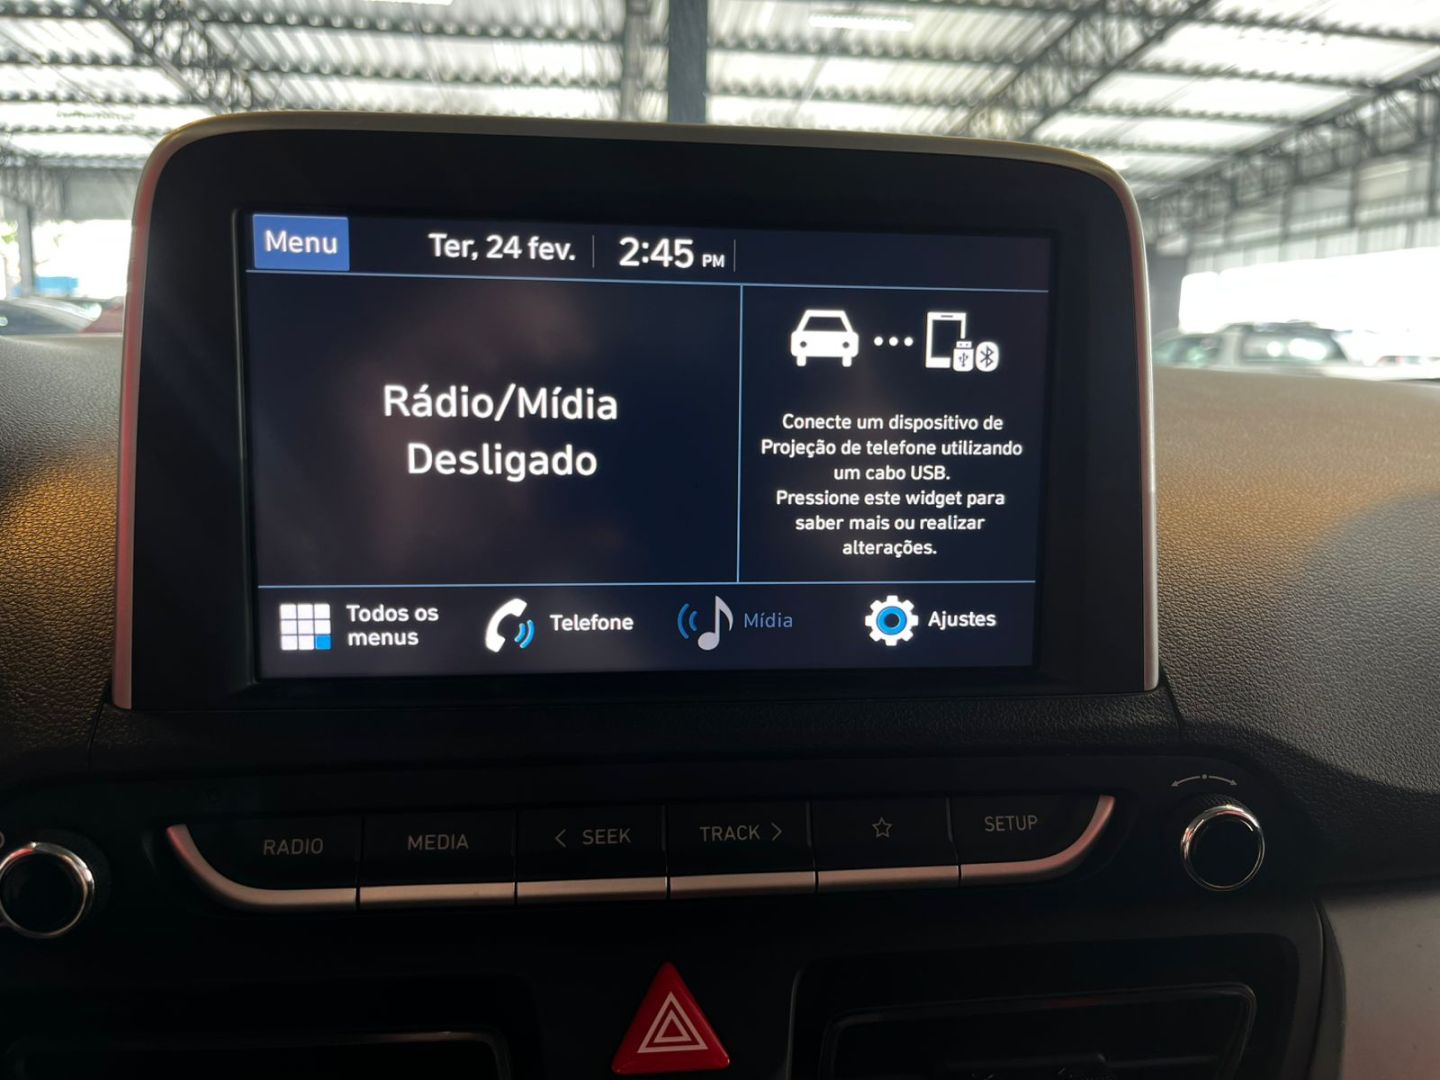 Menu
Ter, 24 fev.
2:45 PM
Rádio/Mídia
Desligado
Conecte um dispositivo de
Projeção de telefone utilizando
um cabo USB.
Pressione este widget para
saber mais ou realizar
alterações.
Todos os
menus
Telefone
Mídia
Ajustes
RADIO
MEDIA
< SEEK
TRACK >
SETUP